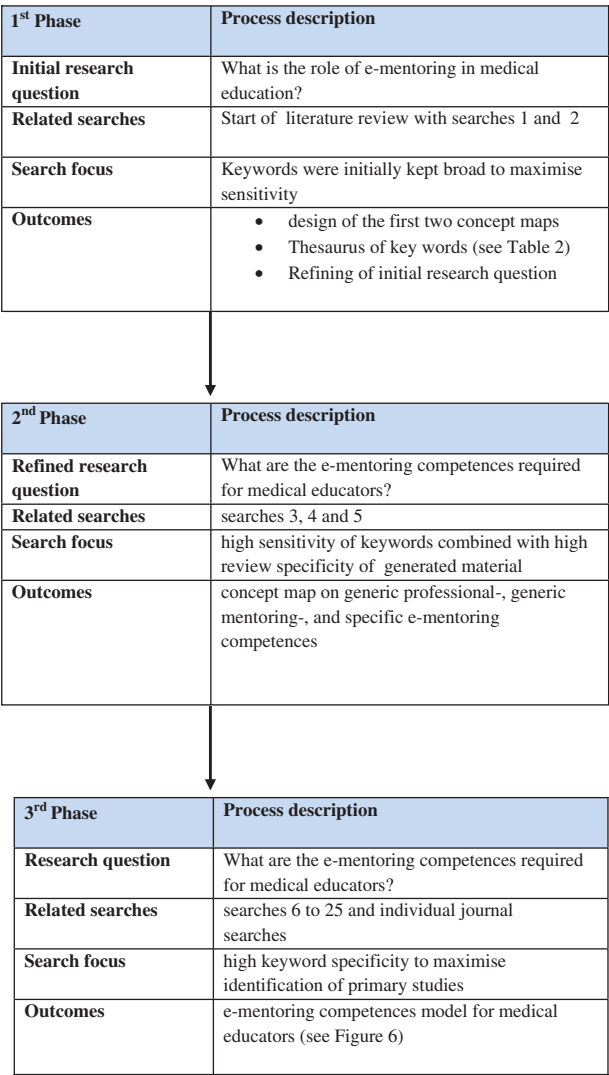 1st Phase Process description
Initial research What is the role of e-mentoring in medical
question education?
Related searches Start of literature review with searches 1 and 2
Search focus Keywords were initially kept broad to maximise
sensitivity
Outcomes • design of the first two concept maps
• Thesaurus of key words (see Table 2)
• Refining of initial research question
2nd Phase Process description
Refined research What are the e-mentoring competences required
question for medical educators?
Related searches searches 3, 4 and 5
Search focus high sensitivity of keywords combined with high
review specificity of generated material
Outcomes concept map on generic professional-, generic
mentoring-, and specific e-mentoring
competences
3rd Phase Process description
Research question What are the e-mentoring competences required
for medical educators?
Related searches searches 6 to 25 and individual journal
searches
Search focus high keyword specificity to maximise
identification of primary studies
Outcomes e-mentoring competences model for medical
educators (see Figure 6)